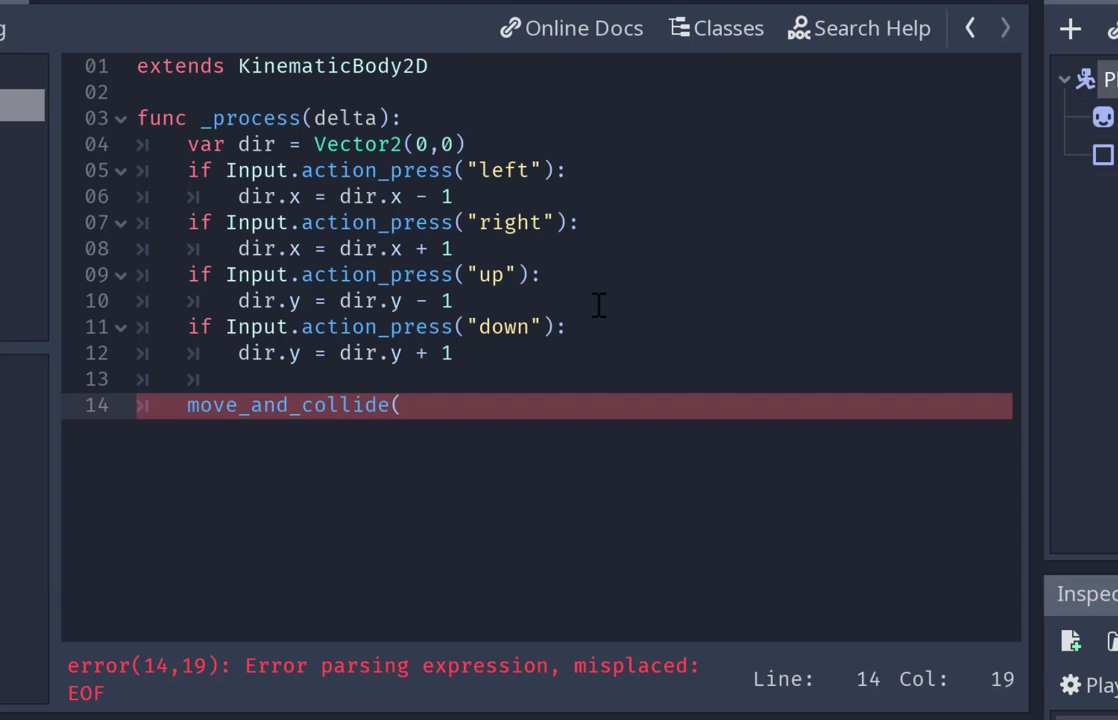 g
Online Docs Classes Search Help
01 extends KinematicBody2D
02
03 func _process(delta):
04 var dir = Vector2(0,0)
05 if Input.action_press("left"):
06 dir.x = dir.x - 1
07 if Input.action_press("right"):
08 dir.x = dir.x + 1
09 if Input.action_press("up"):
10 dir.y = dir.y - 1
11 if Input.action_press("down"):
12 dir.y = dir.y + 1
13
14 move_and_collide(
error(14,19): Error parsing expression, misplaced:
EOF
Line: 14 Col: 19
Pl
Inspec
Play